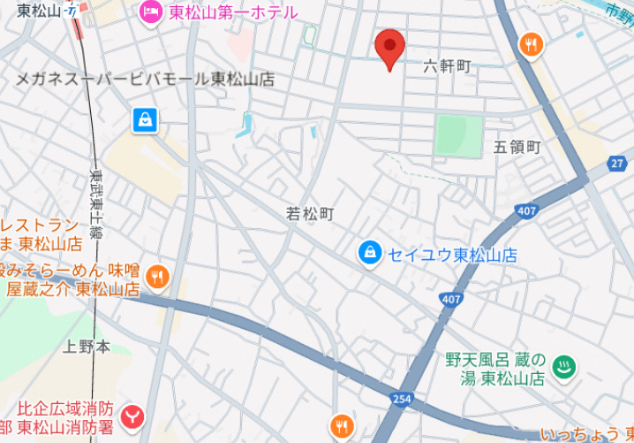 東松山
東松山第一ホテル
市野川
六軒町
メガネスーパービバモール東松山店
五領町
27
東武東上線
407
若松町
レストラン
ま 東松山店
セイユウ東松山店
設みそらーめん 味噌
屋蔵之介 東松山店
407
上野本
野天風呂 蔵の
湯 東松山店
254
比企広域消防
部 東松山消防署
いっちょう 東